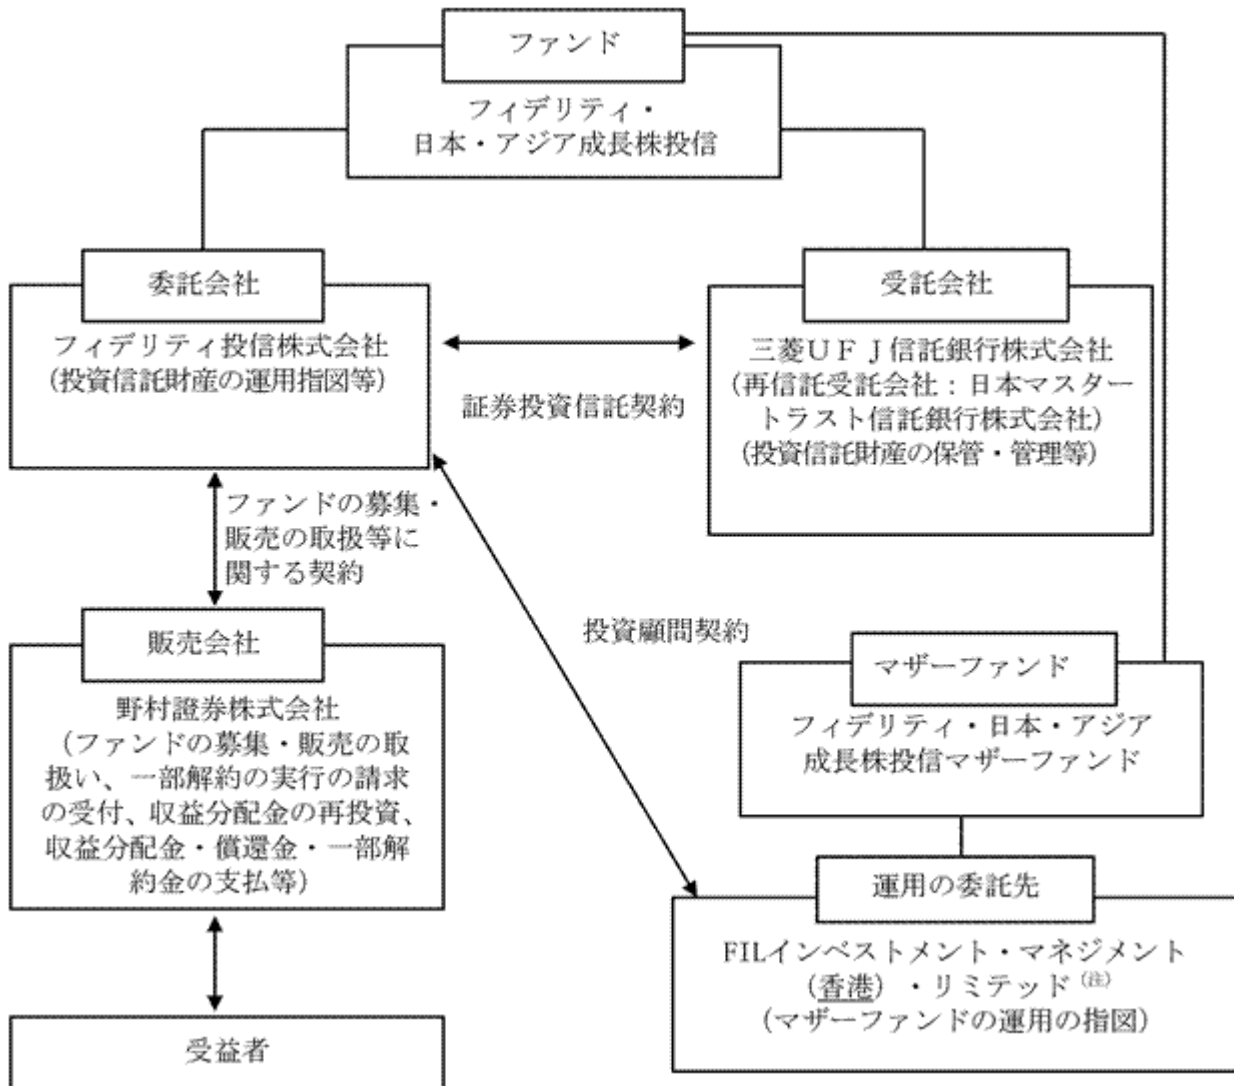 ファンド
フィデリティ・
日本・アジア成長株投信
委託会社
フィデリティ投信株式会社
(投資信託財産の運用指図等)
証券投資信託契約
受託会社
三菱ＵＦＪ信託銀行株式会社
(再信託受託会社：日本マスター
トラスト信託銀行株式会社)
(投資信託財産の保管・管理等)
ファンドの募集・
販売の取扱等に
関する契約
投資顧問契約
販売会社
野村證券株式会社
（ファンドの募集・販売の取
扱い、一部解約の実行の請求
の受付、収益分配金の再投資、
収益分配金・償還金・一部解
約金の支払等）
マザーファンド
フィデリティ・日本・アジア
成長株投信マザーファンド
運用の委託先
FILインベストメント・マネジメント
（香港）・リミテッド(注)
（マザーファンドの運用の指図）
受益者